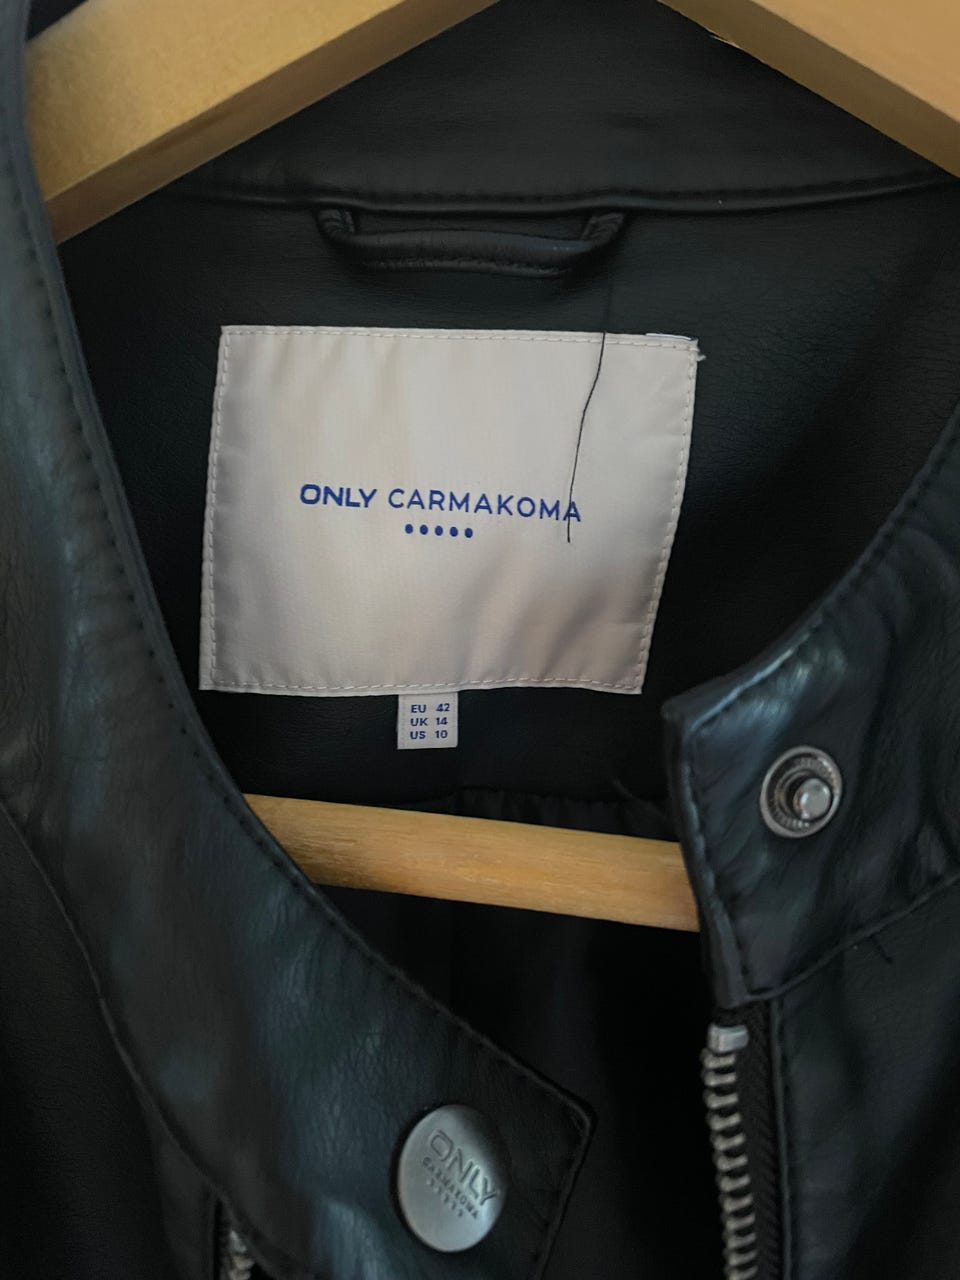 ONLY CARMAKOMA
EU 42
UK 14
US 10
ONLY
CARMAKOMA